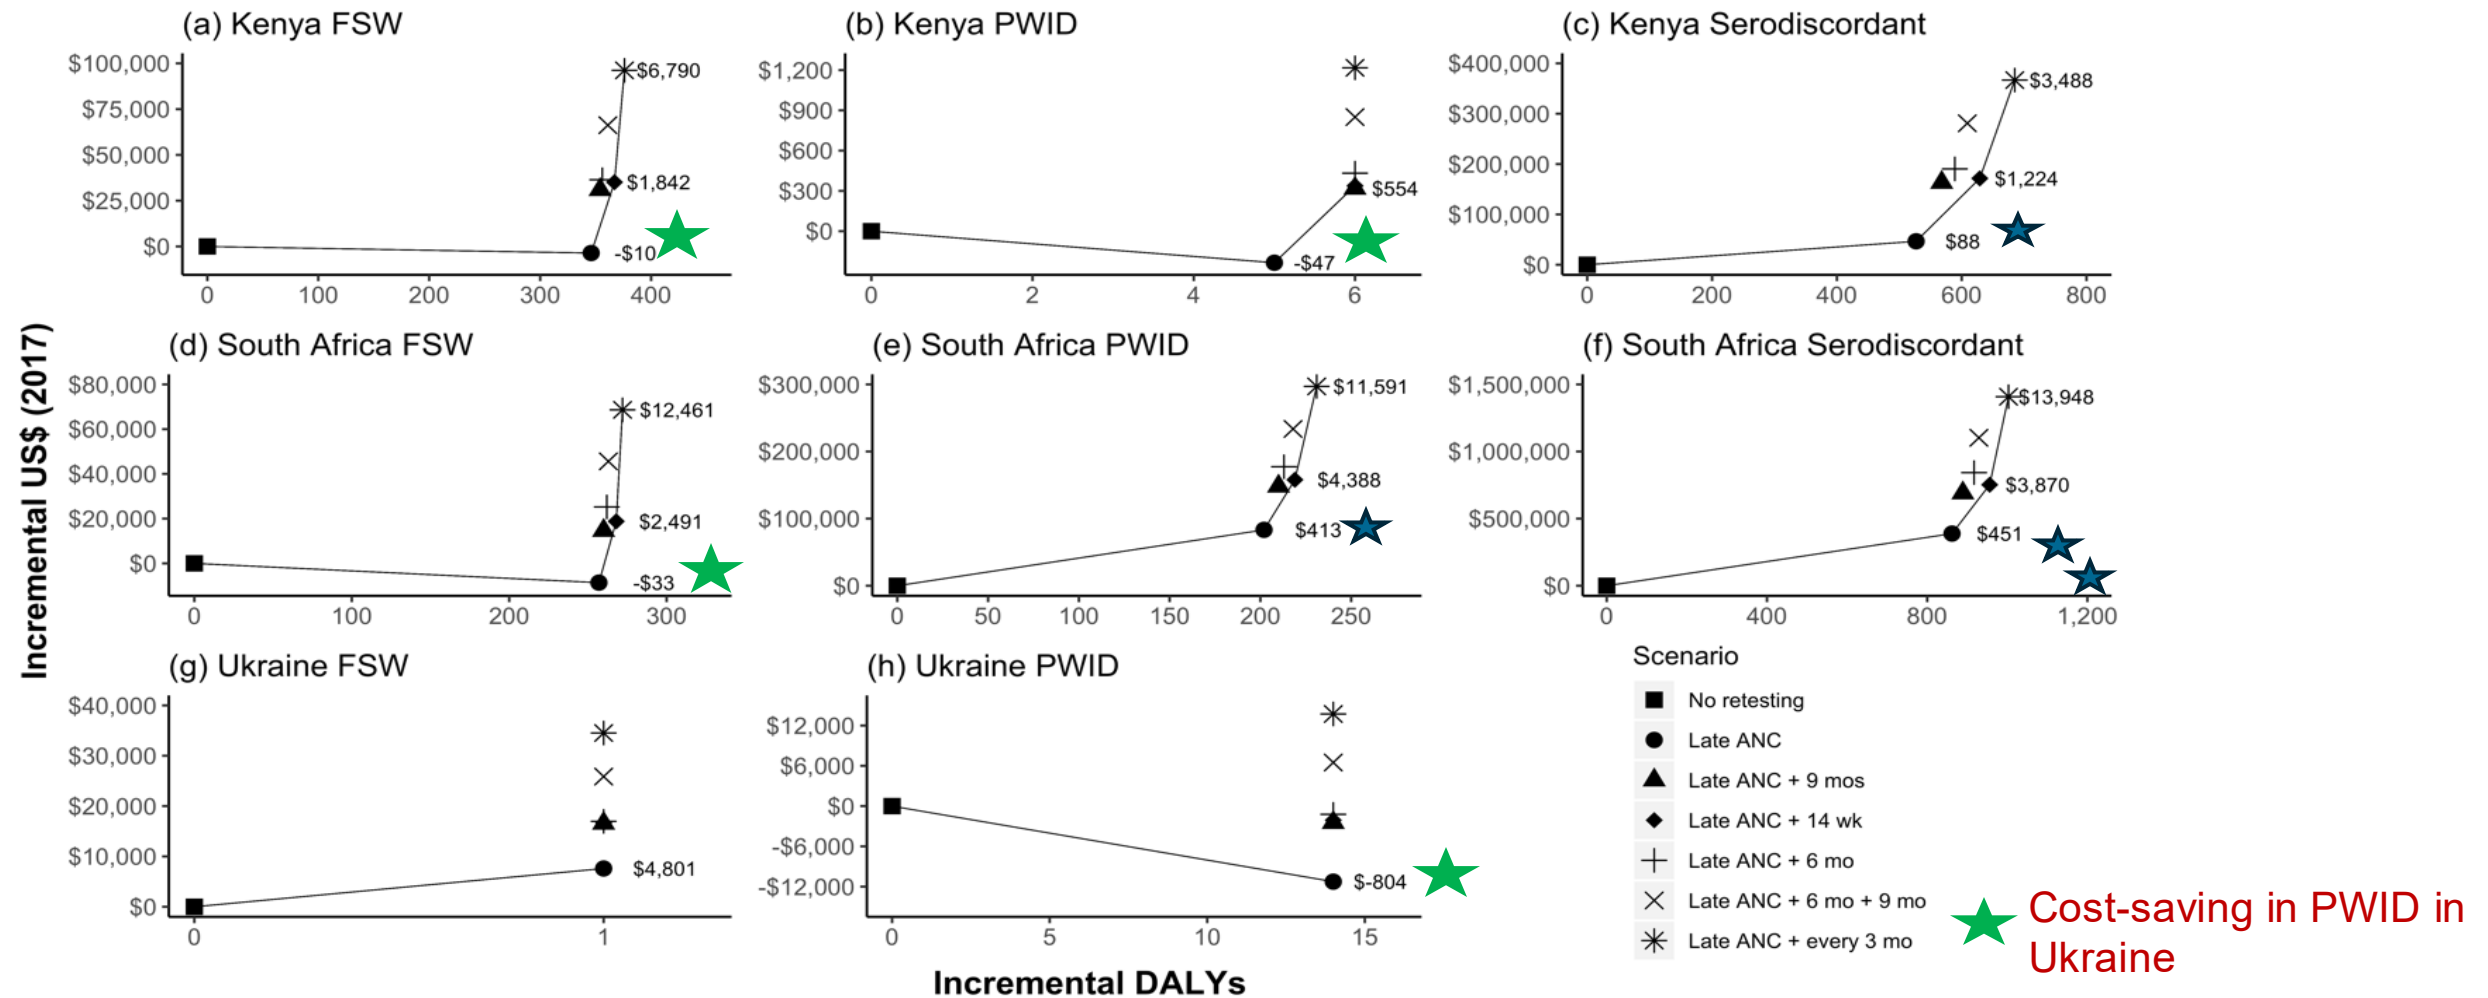 (a) Kenya FSW
$100,000
$75,000
$50,000
$25,000
$0
$6,790
$1,842
-$10
0 100 200 300 400
(b) Kenya PWID
$1,200
$900
$600
$300
$0
$554
-$47
0 2 4 6
(c) Kenya Serodiscordant
$400,000
$300,000
$200,000
$100,000
$0
$3,488
$1,224
$88
0 200 400 600 800
Incremental US$ (2017)
(d) South Africa FSW
$80,000
$60,000
$40,000
$20,000
$0
$12,461
$2,491
-$33
0 100 200 300
(e) South Africa PWID
$300,000
$200,000
$100,000
$0
$11,591
$4,388
$413
0 50 100 150 200 250
(f) South Africa Serodiscordant
$1,500,000
$1,000,000
$500,000
$0
$13,948
$3,870
$451
0 400 800 1,200
(g) Ukraine FSW
$40,000
$30,000
$20,000
$10,000
$0
$4,801
0 1
(h) Ukraine PWID
$12,000
$6,000
$0
-$6,000
-$12,000
$-804
0 5 10 15
Incremental DALYs
Scenario
No retesting
Late ANC
Late ANC + 9 mos
Late ANC + 14 wk
Late ANC + 6 mo
Late ANC + 6 mo + 9 mo
Late ANC + every 3 mo
Cost-saving in PWID in
Ukraine